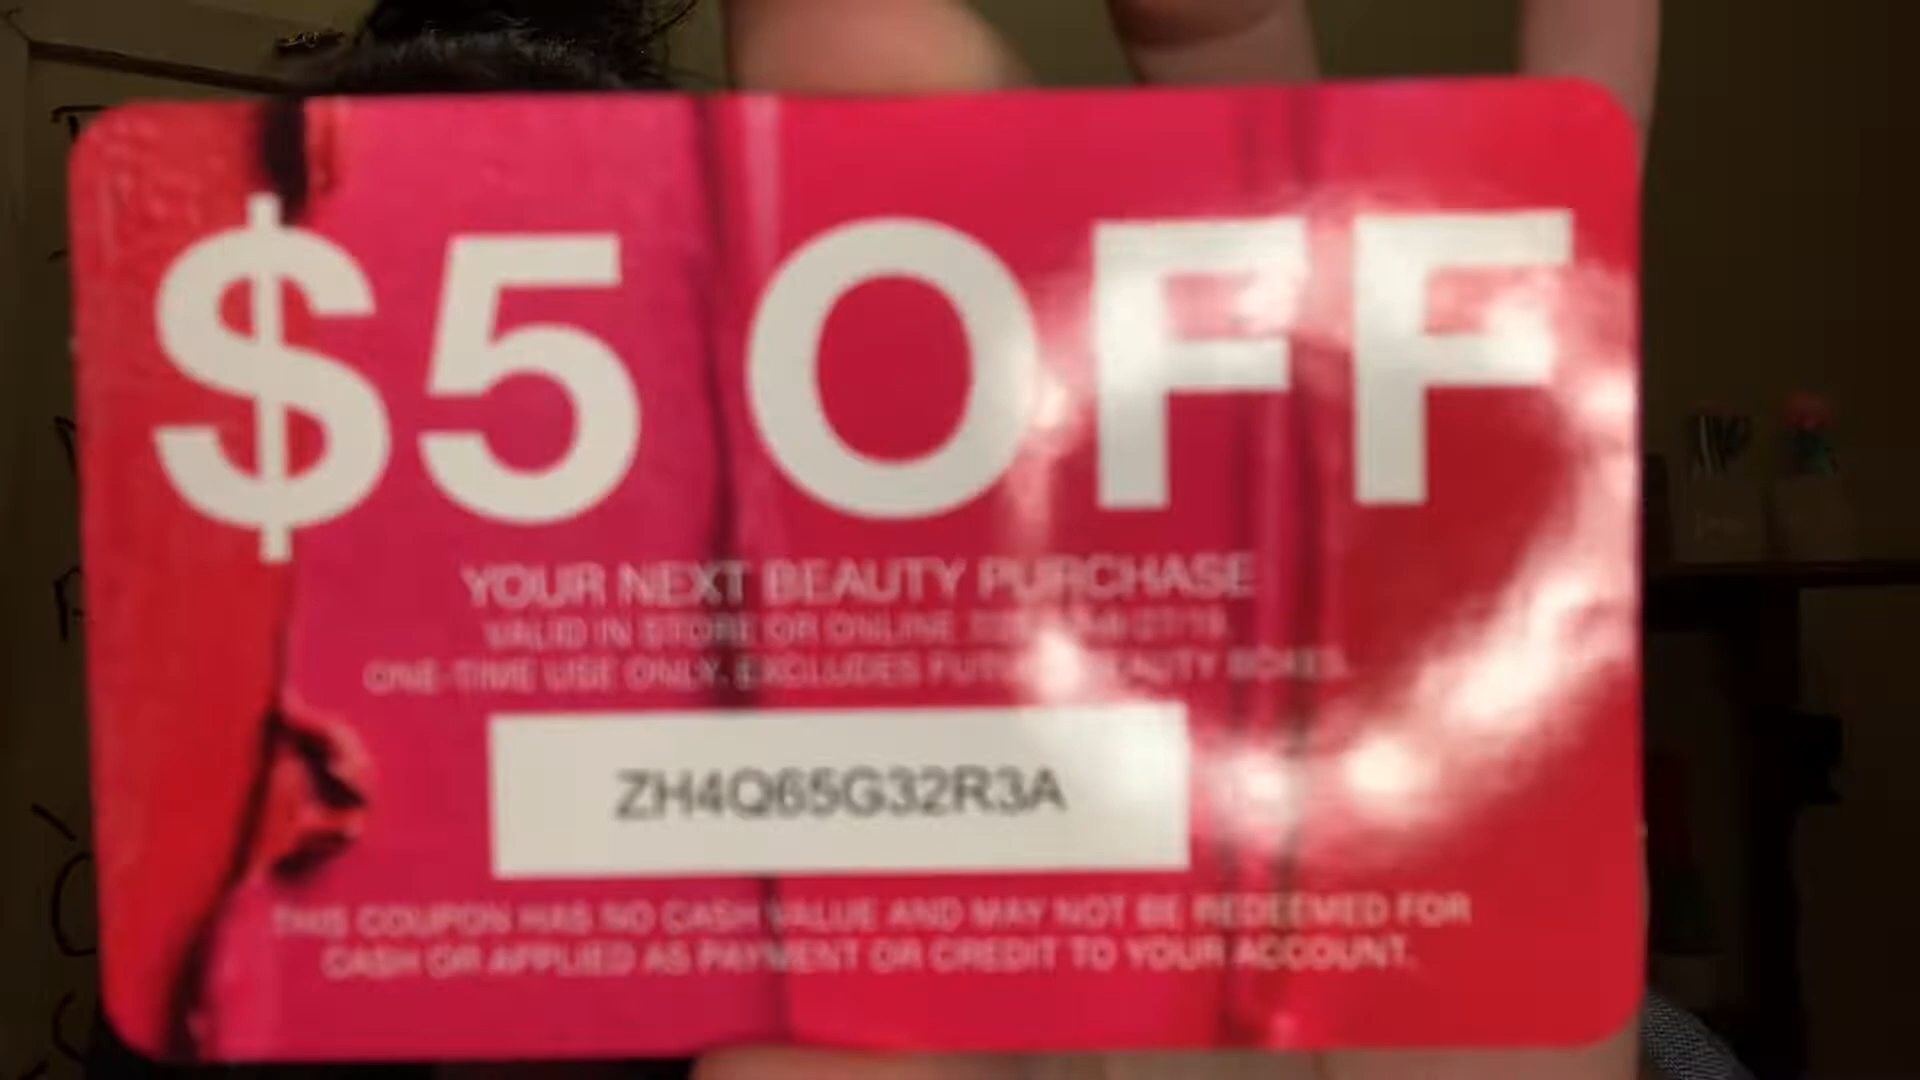 $5 OFF
YOUR NEXT BEAUTY PURCHASE
VALID IN STORE OR ONLINE
ONE-TIME USE ONLY. EXCLUDES BEAUTY BOXES.
ZH4Q65G32R3A
THIS COUPON HAS NO CASH VALUE AND MAY NOT BE REDEEMED FOR
CASH OR APPLIED AS PAYMENT OR CREDIT TO YOUR ACCOUNT.